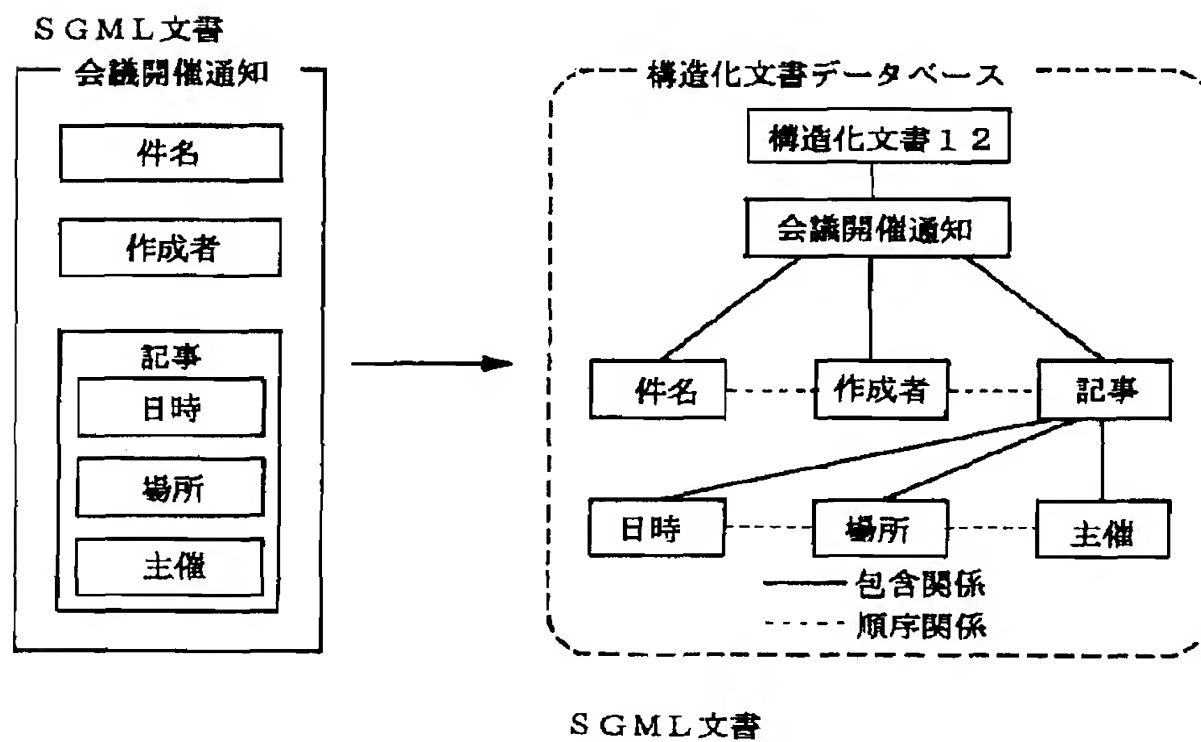 SGML文書
会議開催通知
件名
作成者
記事
日時
場所
主催
構造化文書データベース
構造化文書12
会議開催通知
件名
作成者
記事
日時
場所
主催
包含関係
順序関係
SGML文書